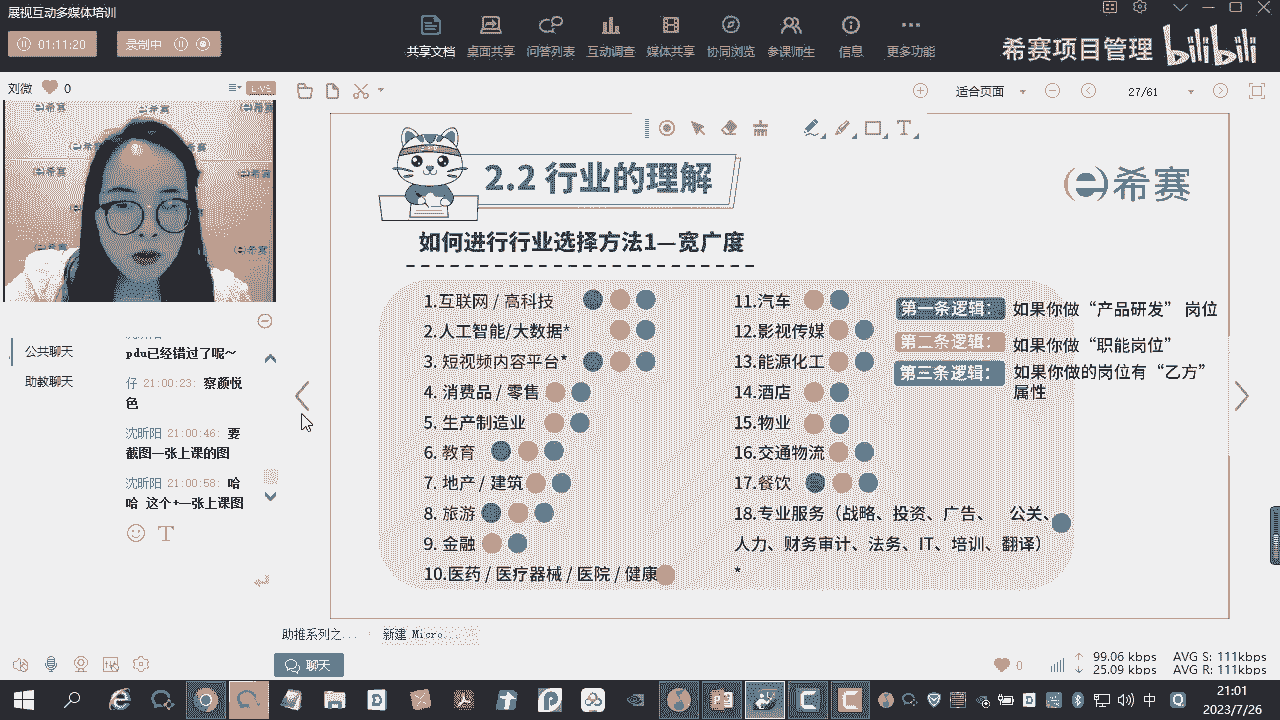 展视互动多媒体培训
01:11:20
录制中
共享文档 桌面共享 问答列表 互动调查 媒体共享 协同浏览 参课师生 信息 更多功能
希赛项目管理 bilibili
刘微 0
LIVE
适合页面
27/61
公共聊天
助教聊天
pdu已经错过了呢~
仔 21:00:23: 察颜悦色
沈昕阳 21:00:46: 要截图一张上课的图
沈昕阳 21:00:58: 哈哈 这个+一张上课图
2.2 行业的理解
希赛
如何进行行业选择方法1—宽广度
1.互联网 / 高科技
2.人工智能/大数据*
3. 短视频内容平台*
4. 消费品 / 零售
5. 生产制造业
6. 教育
7. 地产 / 建筑
8. 旅游
9. 金融
10.医药 / 医疗器械 / 医院 / 健康
11.汽车
12.影视传媒
13.能源化工
14.酒店
15.物业
16.交通物流
17.餐饮
18.专业服务（战略、投资、广告、 公关、
人力、财务审计、法务、IT、培训、翻译）
*
第一条逻辑： 如果你做“产品研发” 岗位
第二条逻辑： 如果你做“职能岗位”
第三条逻辑： 如果你做的岗位有“乙方”
属性
助推系列之... 新建 Micro
聊天
0
99.06 kbps AVG S: 111kbps
25.09 kbps AVG R: 111kbps
中
21:01
2023/7/26